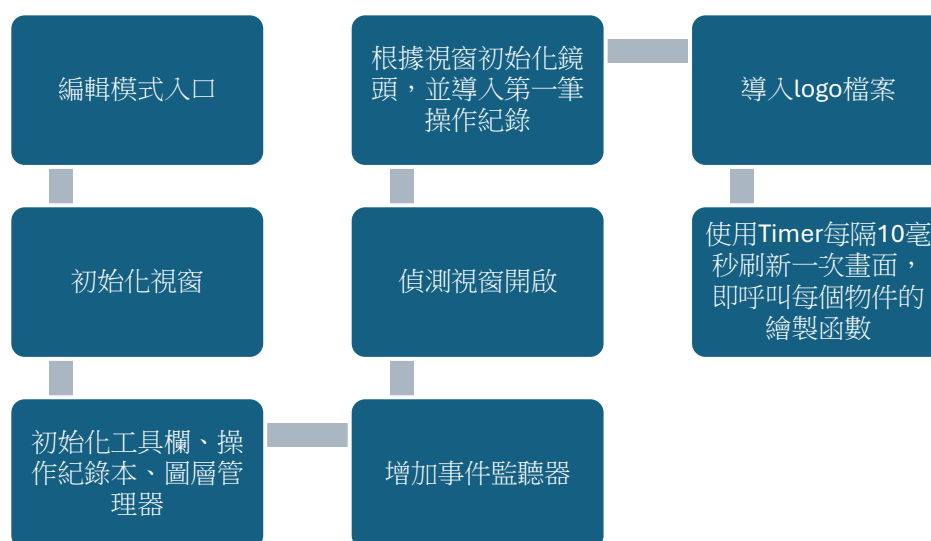 編輯模式入口
初始化視窗
初始化工具欄、操
作紀錄本、圖層管
理器
增加事件監聽器
偵測視窗開啟
根據視窗初始化鏡
頭，並導入第一筆
操作紀錄
導入logo檔案
使用Timer每隔10毫
秒刷新一次畫面，
即呼叫每個物件的
繪製函數